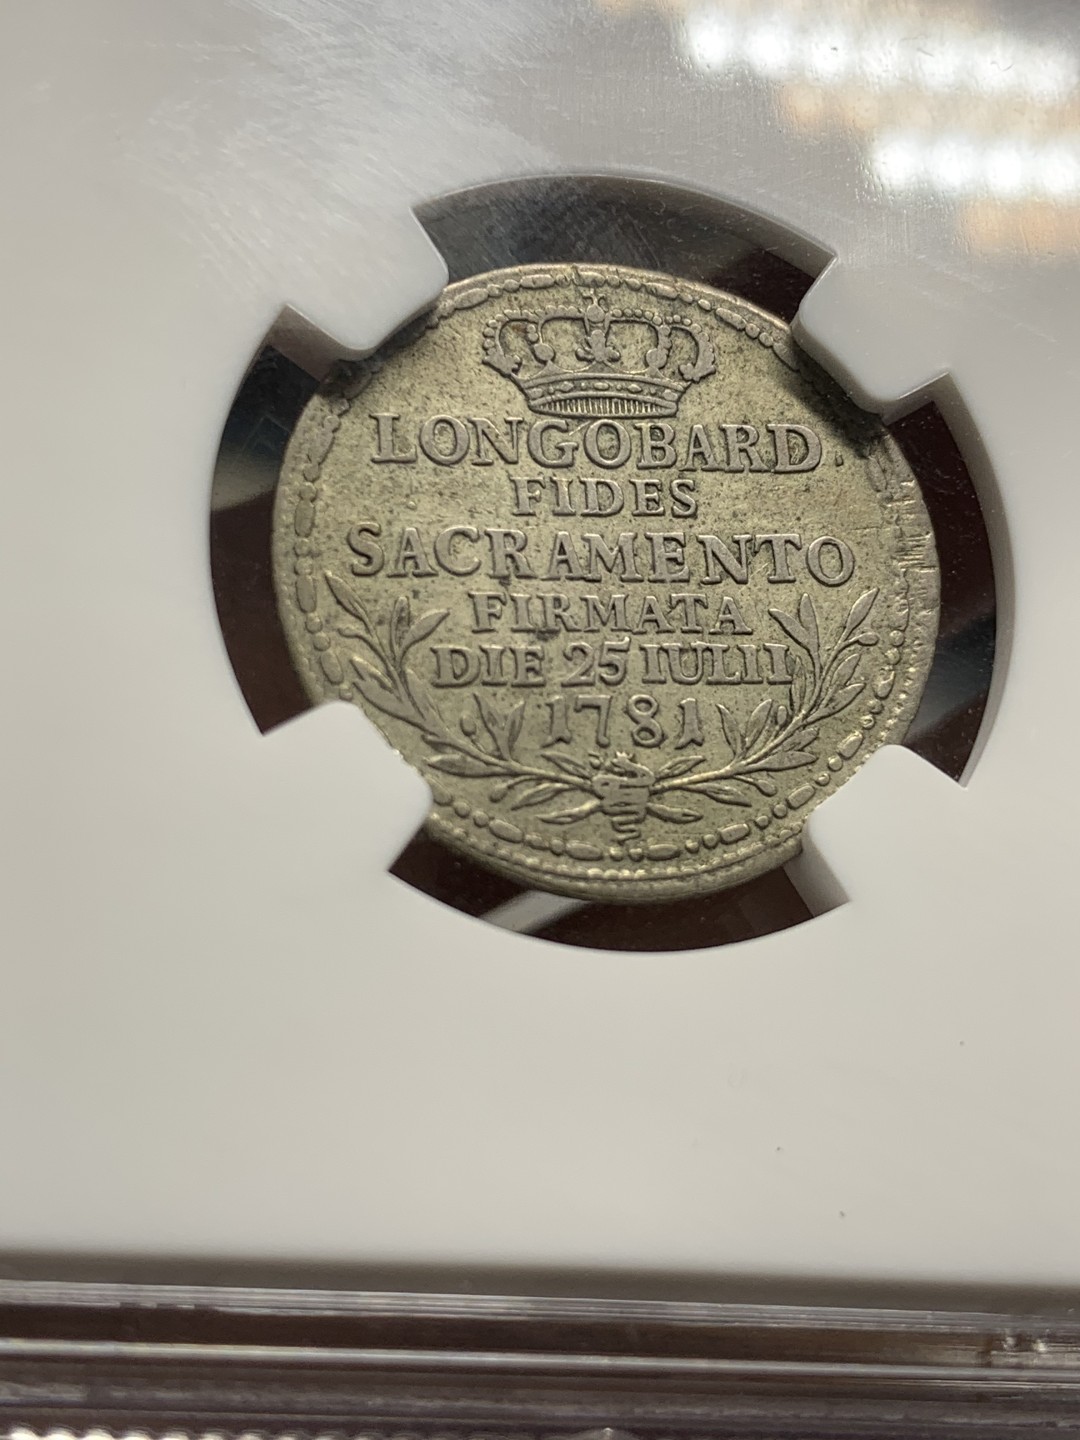 LONGOBARD.
FIDES
SACRAMENTO
FIRMATA
DIE 25 IULII
1781